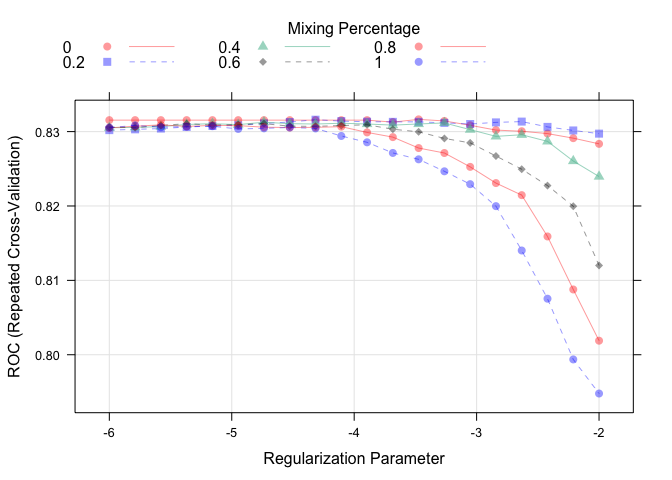 Mixing Percentage
0 0.4 0.8
0.2 0.6 1
ROC (Repeated Cross-Validation)
0.83
0.82
0.81
0.80
-6 -5 -4 -3 -2
Regularization Parameter